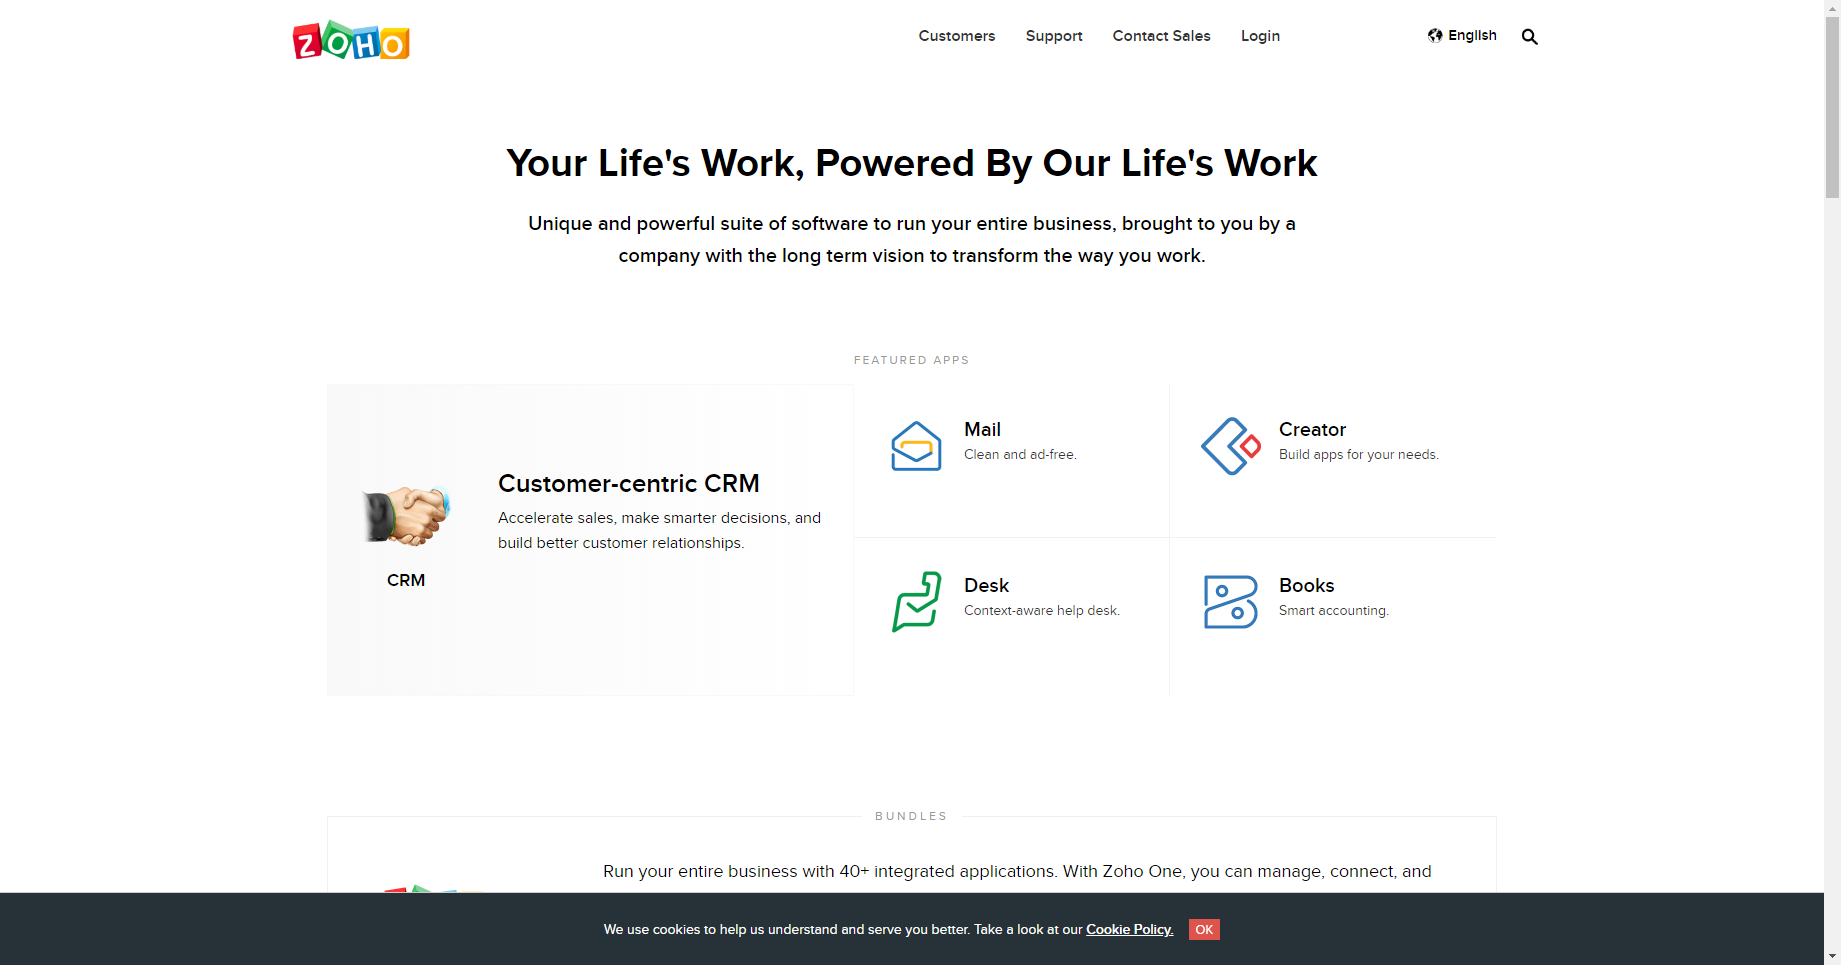 ZOHO
Customers
Support
Contact Sales
Login
English
Your Life's Work, Powered By Our Life's Work
Unique and powerful suite of software to run your entire business, brought to you by a
company with the long term vision to transform the way you work.
FEATURED APPS
Customer-centric CRM
Accelerate sales, make smarter decisions, and
build better customer relationships.
CRM
Mail
Clean and ad-free.
Creator
Build apps for your needs.
Desk
Context-aware help desk.
Books
Smart accounting.
BUNDLES
Run your entire business with 40+ integrated applications. With Zoho One, you can manage, connect, and
We use cookies to help us understand and serve you better. Take a look at our Cookie Policy.
OK